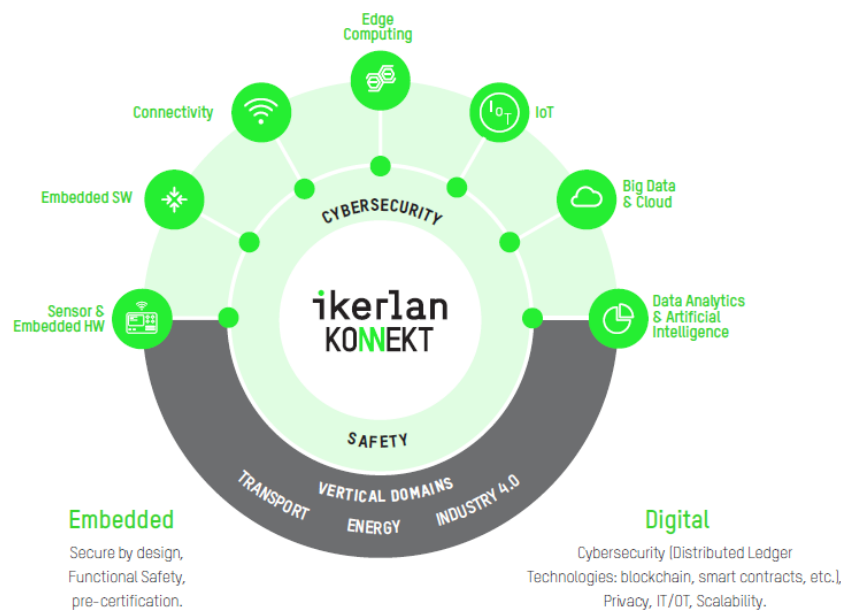 Edge
Computing
Connectivity
IoT
IoT
Embedded SW
Big Data
& Cloud
CYBERSECURITY
Sensor &
Embedded HW
ikerlan
KONNEKT
Data Analytics
& Artificial
Intelligence
SAFETY
VERTICAL DOMAINS
TRANSPORT
ENERGY
INDUSTRY 4.0
Embedded
Secure by design,
Functional Safety,
pre-certification.
Digital
Cybersecurity (Distributed Ledger
Technologies: blockchain, smart contracts, etc.),
Privacy, IT/OT, Scalability.